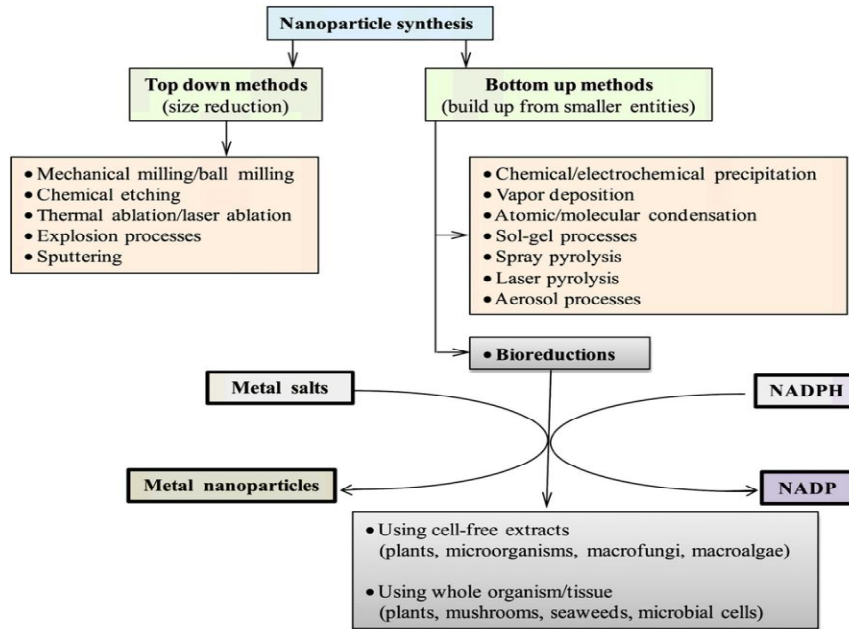 Nanoparticle synthesis
Top down methods
(size reduction)
Bottom up methods
(build up from smaller entities)
• Mechanical milling/ball milling
• Chemical etching
• Thermal ablation/laser ablation
• Explosion processes
• Sputtering
• Chemical/electrochemical precipitation
• Vapor deposition
• Atomic/molecular condensation
• Sol-gel processes
• Spray pyrolysis
• Laser pyrolysis
• Aerosol processes
• Bioreductions
Metal salts
NADPH
Metal nanoparticles
NADP
• Using cell-free extracts
(plants, microorganisms, macrofungi, macroalgae)
• Using whole organism/tissue
(plants, mushrooms, seaweeds, microbial cells)